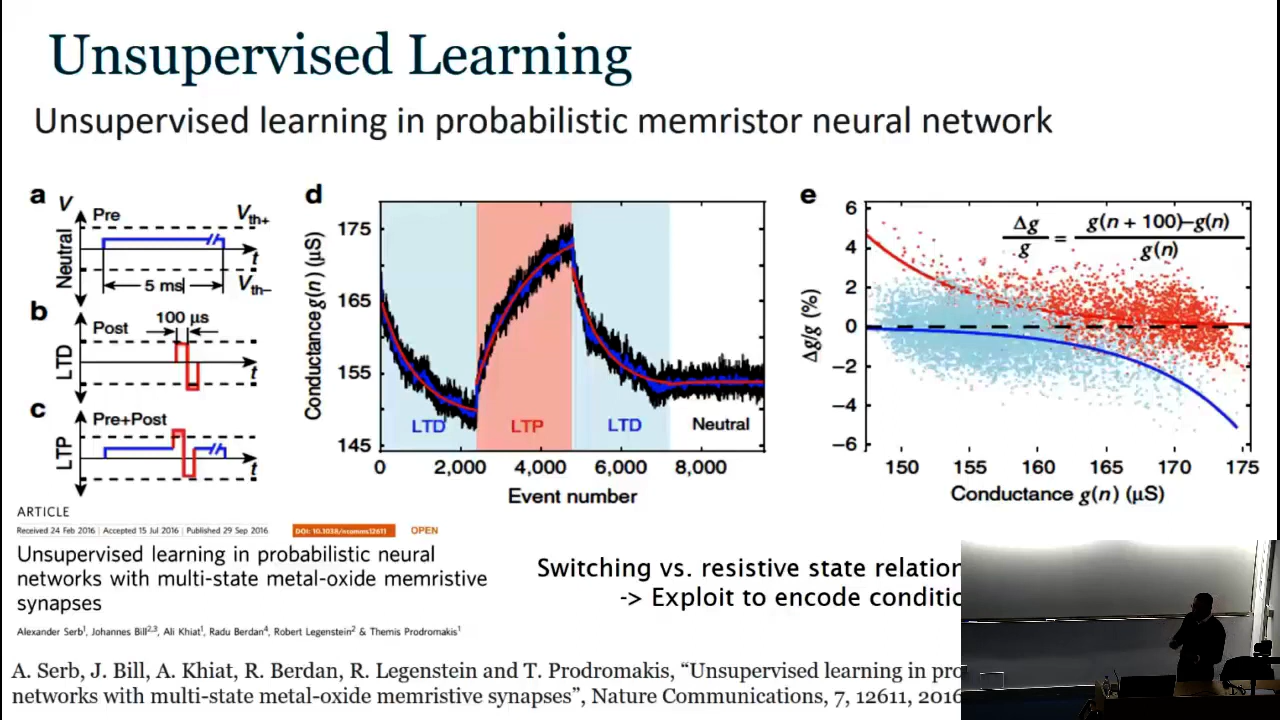 Unsupervised Learning
Unsupervised learning in probabilistic memristor neural network
a
V
Pre
Vth+
Neutral
t
5 ms
Vth−
b
Post
100 µs
LTD
t
c
Pre+Post
LTP
t
d
Conductance g(n) (µS)
175
165
155
145
LTD
LTP
LTD
Neutral
0 2,000 4,000 6,000 8,000
Event number
e
Δg/g = g(n + 100)−g(n) / g(n)
Δg/g (%)
6
4
2
0
−2
−4
−6
150 155 160 165 170 175
Conductance g(n) (µS)
ARTICLE
Received 24 Feb 2016 | Accepted 15 Jul 2016 | Published 29 Sep 2016 DOI: 10.1038/ncomms12611 OPEN
Unsupervised learning in probabilistic neural
networks with multi-state metal-oxide memristive
synapses
Alexander Serb1, Johannes Bill2,3, Ali Khiat1, Radu Berdan4, Robert Legenstein2 & Themis Prodromakis1
Switching vs. resistive state relation
-> Exploit to encode conditio
A. Serb, J. Bill, A. Khiat, R. Berdan, R. Legenstein and T. Prodromakis, “Unsupervised learning in pro
networks with multi-state metal-oxide memristive synapses”, Nature Communications, 7, 12611, 2016